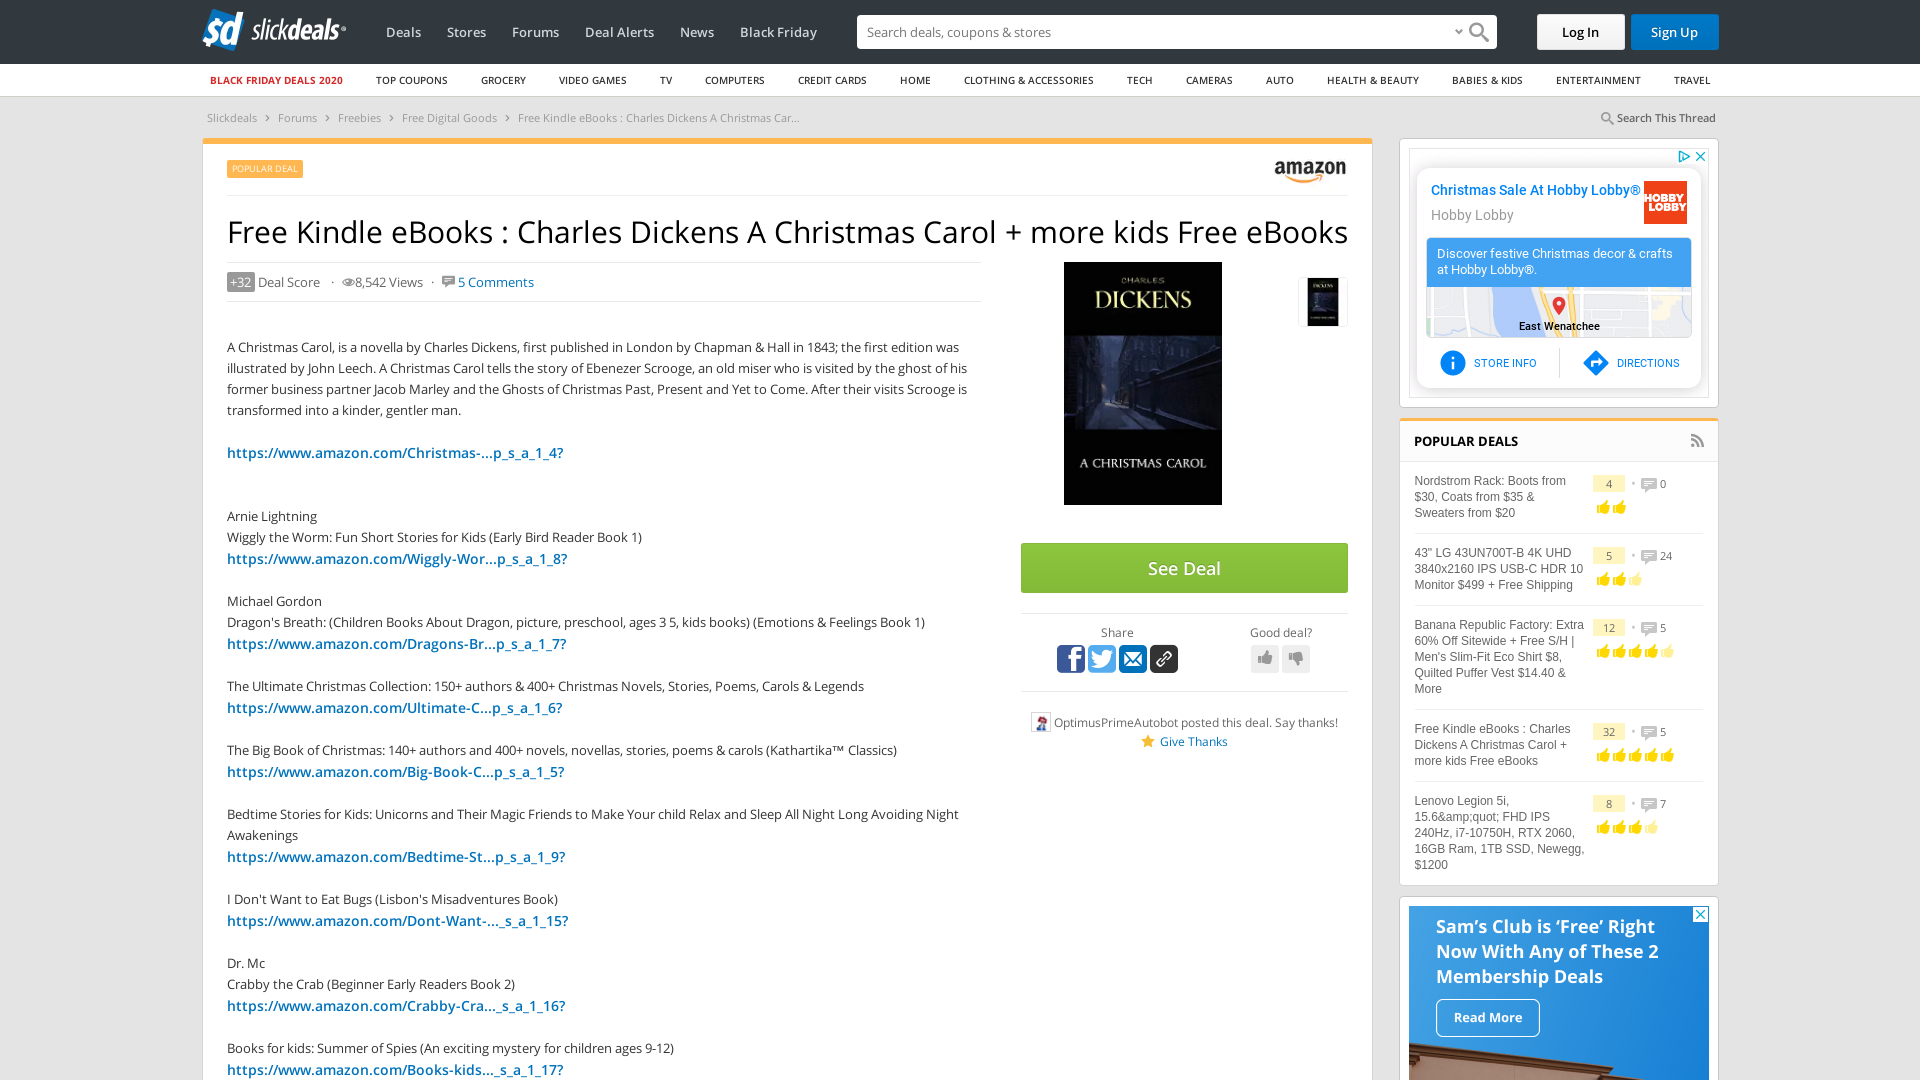 sd slickdeals
Deals
Stores
Forums
Deal Alerts
News
Black Friday
Search deals, coupons & stores
Log In
Sign Up
BLACK FRIDAY DEALS 2020
TOP COUPONS
GROCERY
VIDEO GAMES
TV
COMPUTERS
CREDIT CARDS
HOME
CLOTHING & ACCESSORIES
TECH
CAMERAS
AUTO
HEALTH & BEAUTY
BABIES & KIDS
ENTERTAINMENT
TRAVEL
Slickdeals › Forums › Freebies › Free Digital Goods › Free Kindle eBooks : Charles Dickens A Christmas Car...
Search This Thread
POPULAR DEAL
amazon
Free Kindle eBooks : Charles Dickens A Christmas Carol + more kids Free eBooks
+32 Deal Score · 8,542 Views · 5 Comments
A Christmas Carol, is a novella by Charles Dickens, first published in London by Chapman & Hall in 1843; the first edition was
illustrated by John Leech. A Christmas Carol tells the story of Ebenezer Scrooge, an old miser who is visited by the ghost of his
former business partner Jacob Marley and the Ghosts of Christmas Past, Present and Yet to Come. After their visits Scrooge is
transformed into a kinder, gentler man.
https://www.amazon.com/Christmas-...p_s_a_1_4?
Arnie Lightning
Wiggly the Worm: Fun Short Stories for Kids (Early Bird Reader Book 1)
https://www.amazon.com/Wiggly-Wor...p_s_a_1_8?
Michael Gordon
Dragon's Breath: (Children Books About Dragon, picture, preschool, ages 3 5, kids books) (Emotions & Feelings Book 1)
https://www.amazon.com/Dragons-Br...p_s_a_1_7?
The Ultimate Christmas Collection: 150+ authors & 400+ Christmas Novels, Stories, Poems, Carols & Legends
https://www.amazon.com/Ultimate-C...p_s_a_1_6?
The Big Book of Christmas: 140+ authors and 400+ novels, novellas, stories, poems & carols (Kathartika™ Classics)
https://www.amazon.com/Big-Book-C...p_s_a_1_5?
Bedtime Stories for Kids: Unicorns and Their Magic Friends to Make Your child Relax and Sleep All Night Long Avoiding Night
Awakenings
https://www.amazon.com/Bedtime-St...p_s_a_1_9?
I Don't Want to Eat Bugs (Lisbon's Misadventures Book)
https://www.amazon.com/Dont-Want-..._s_a_1_15?
Dr. Mc
Crabby the Crab (Beginner Early Readers Book 2)
https://www.amazon.com/Crabby-Cra..._s_a_1_16?
Books for kids: Summer of Spies (An exciting mystery for children ages 9-12)
https://www.amazon.com/Books-kids..._s_a_1_17?
CHARLES
DICKENS
A CHRISTMAS CAROL
See Deal
Share
Good deal?
OptimusPrimeAutobot posted this deal. Say thanks!
Give Thanks
Christmas Sale At Hobby Lobby®
Hobby Lobby
HOBBY
LOBBY
Discover festive Christmas decor & crafts
at Hobby Lobby®.
East Wenatchee
STORE INFO
DIRECTIONS
POPULAR DEALS
Nordstrom Rack: Boots from
$30, Coats from $35 &
Sweaters from $20
4 • 0
43" LG 43UN700T-B 4K UHD
3840x2160 IPS USB-C HDR 10
Monitor $499 + Free Shipping
5 • 24
Banana Republic Factory: Extra
60% Off Sitewide + Free S/H |
Men's Slim-Fit Eco Shirt $8,
Quilted Puffer Vest $14.40 &
More
12 • 5
Free Kindle eBooks : Charles
Dickens A Christmas Carol +
more kids Free eBooks
32 • 5
Lenovo Legion 5i,
15.6&amp;quot; FHD IPS
240Hz, i7-10750H, RTX 2060,
16GB Ram, 1TB SSD, Newegg,
$1200
8 • 7
Sam's Club is ‘Free’ Right
Now With Any of These 2
Membership Deals
Read More